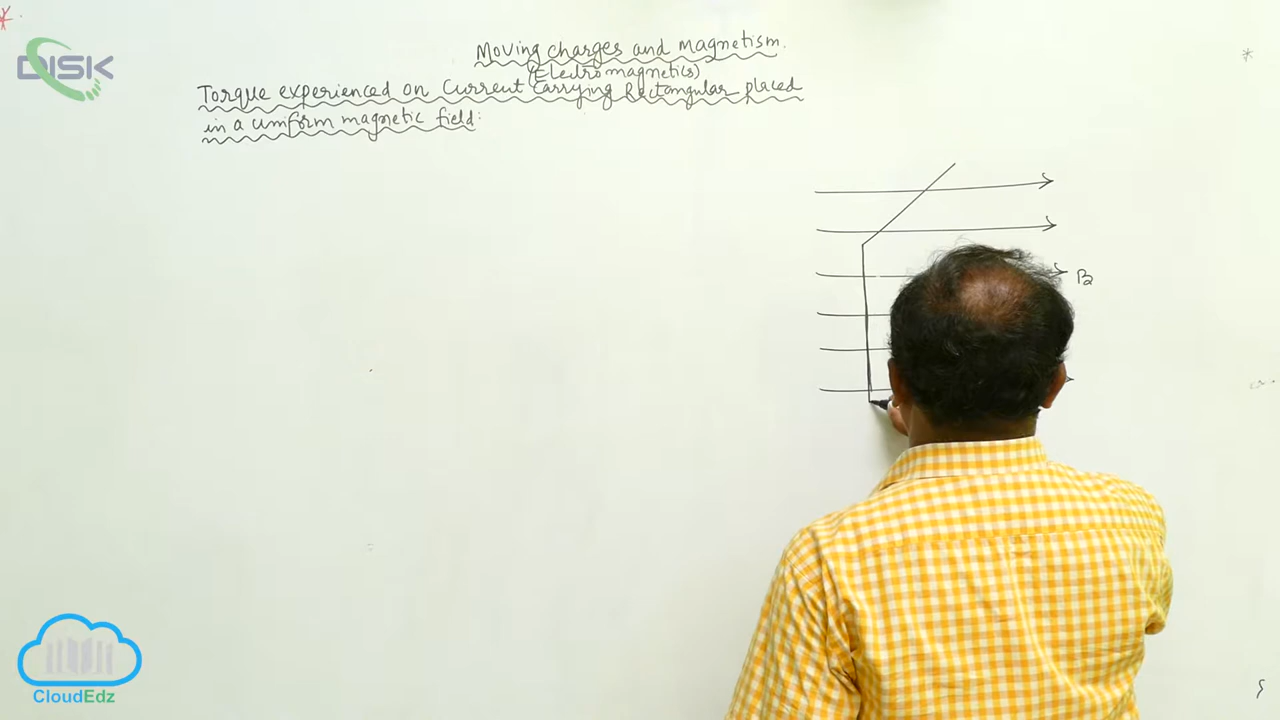 DISK
Moving charges and magnetism.
(Electromagnetics)
Torque experienced on Current Carrying Rectangular placed
in a uniform magnetic field:
B
CloudEdz